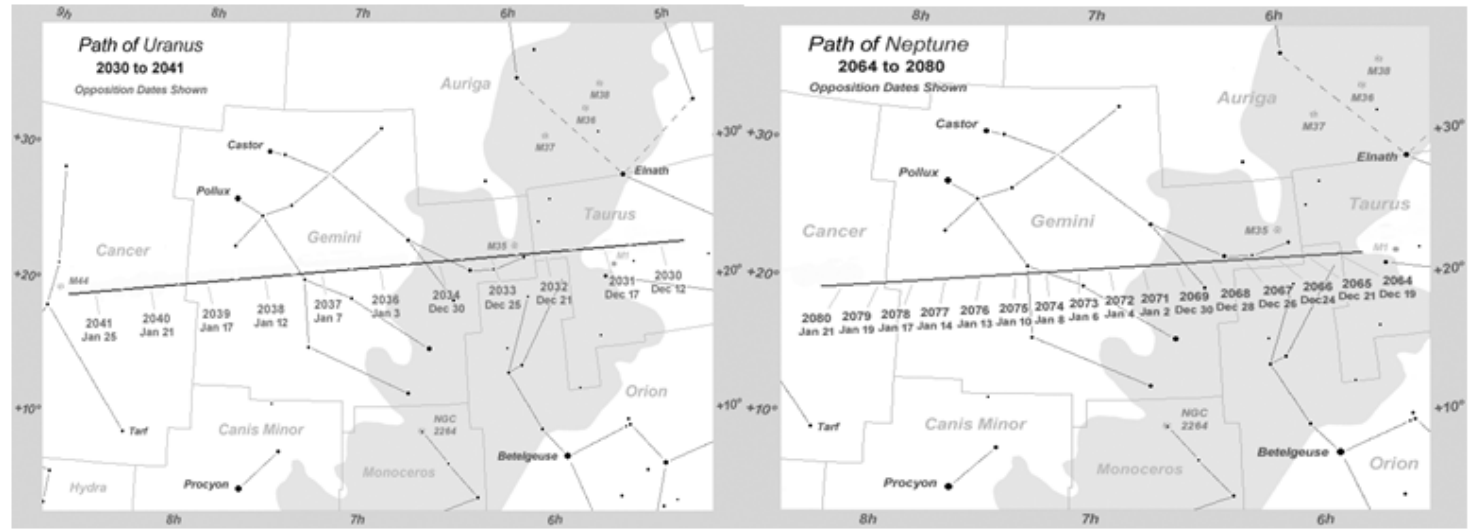 9h
8h
7h
6h
5h
Path of Uranus
2030 to 2041
Opposition Dates Shown
Auriga
M38
M36
M37
+30°
+30°
Castor
Elnath
Pollux
Taurus
Cancer
Gemini
M35
M1
M44
+20°
+20°
2041
Jan 25
2040
Jan 21
2039
Jan 17
2038
Jan 12
2037
Jan 7
2036
Jan 3
2034
Dec 30
2033
Dec 25
2032
Dec 21
2031
Dec 17
2030
Dec 12
+10°
+10°
Orion
Tarf
Canis Minor
NGC
2264
Betelgeuse
Monoceros
Procyon
Hydra
8h
7h
6h
8h
7h
6h
Path of Neptune
2064 to 2080
Opposition Dates Shown
Auriga
M38
M36
M37
+30°
+30°
Castor
Elnath
Pollux
Taurus
Cancer
Gemini
M35
M1
+20°
+20°
2080
Jan 21
2079
Jan 19
2078
Jan 17
2077
Jan 14
2076
Jan 13
2075
Jan 10
2074
Jan 8
2073
Jan 6
2072
Jan 4
2071
Jan 2
2069
Dec 30
2068
Dec 28
2067
Dec 26
2066
Dec24
2065
Dec 21
2064
Dec 19
+10°
+10°
Tarf
Canis Minor
NGC
2264
Betelgeuse
Orion
Monoceros
Procyon
8h
7h
6h